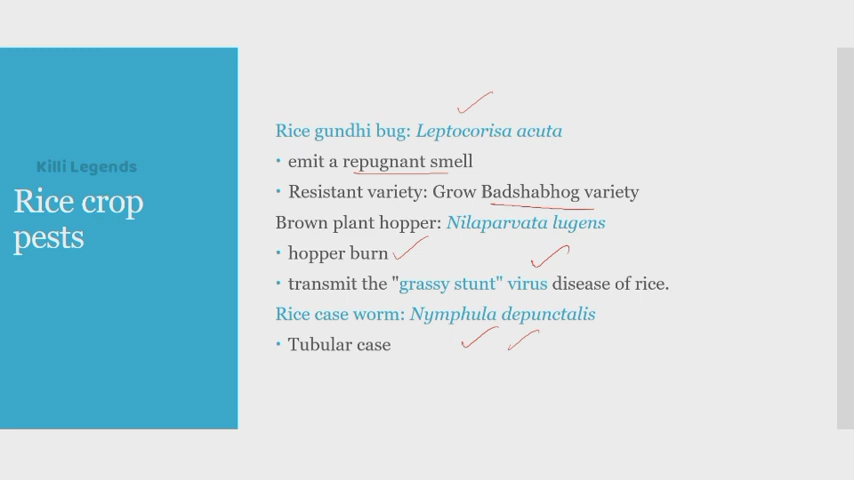 Killi Legends
Rice crop
pests
Rice gundhi bug: Leptocorisa acuta
• emit a repugnant smell
• Resistant variety: Grow Badshabhog variety
Brown plant hopper: Nilaparvata lugens
• hopper burn
• transmit the "grassy stunt" virus disease of rice.
Rice case worm: Nymphula depunctalis
• Tubular case